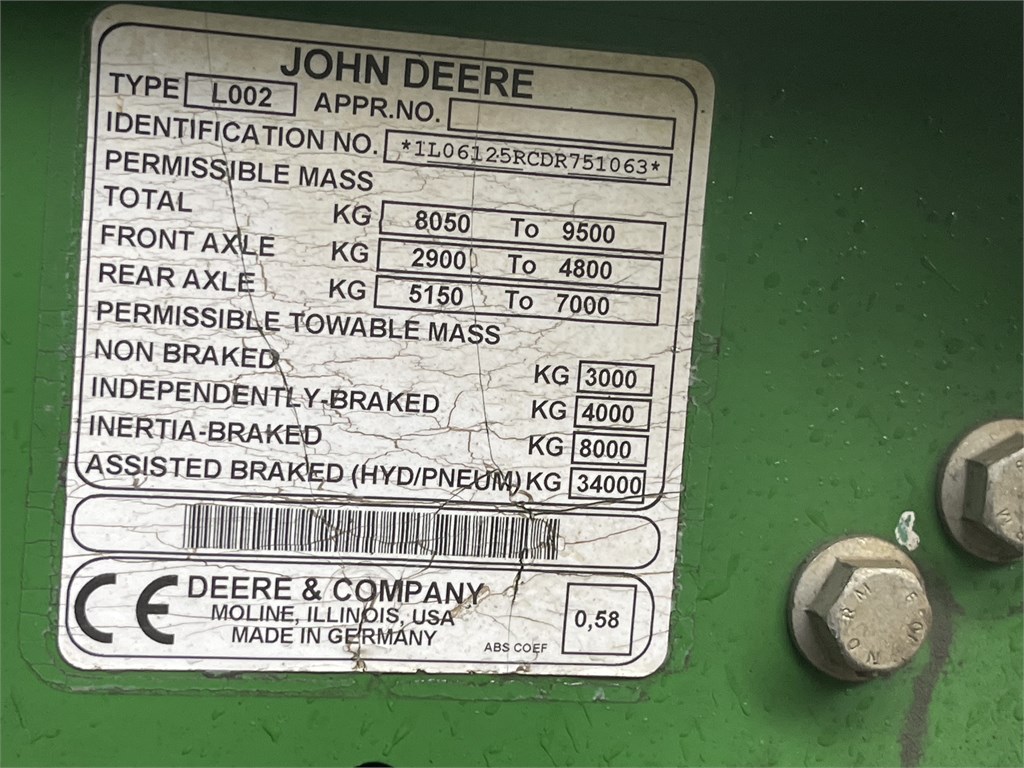 JOHN DEERE
TYPE L002 APPR.NO.
IDENTIFICATION NO. *1L06125RCDR751063*
PERMISSIBLE MASS
TOTAL KG 8050 To 9500
FRONT AXLE KG 2900 To 4800
REAR AXLE KG 5150 To 7000
PERMISSIBLE TOWABLE MASS
NON BRAKED KG 3000
INDEPENDENTLY-BRAKED KG 4000
INERTIA-BRAKED KG 8000
ASSISTED BRAKED (HYD/PNEUM) KG 34000
CE DEERE & COMPANY
MOLINE, ILLINOIS, USA
MADE IN GERMANY
ABS COEF 0,58